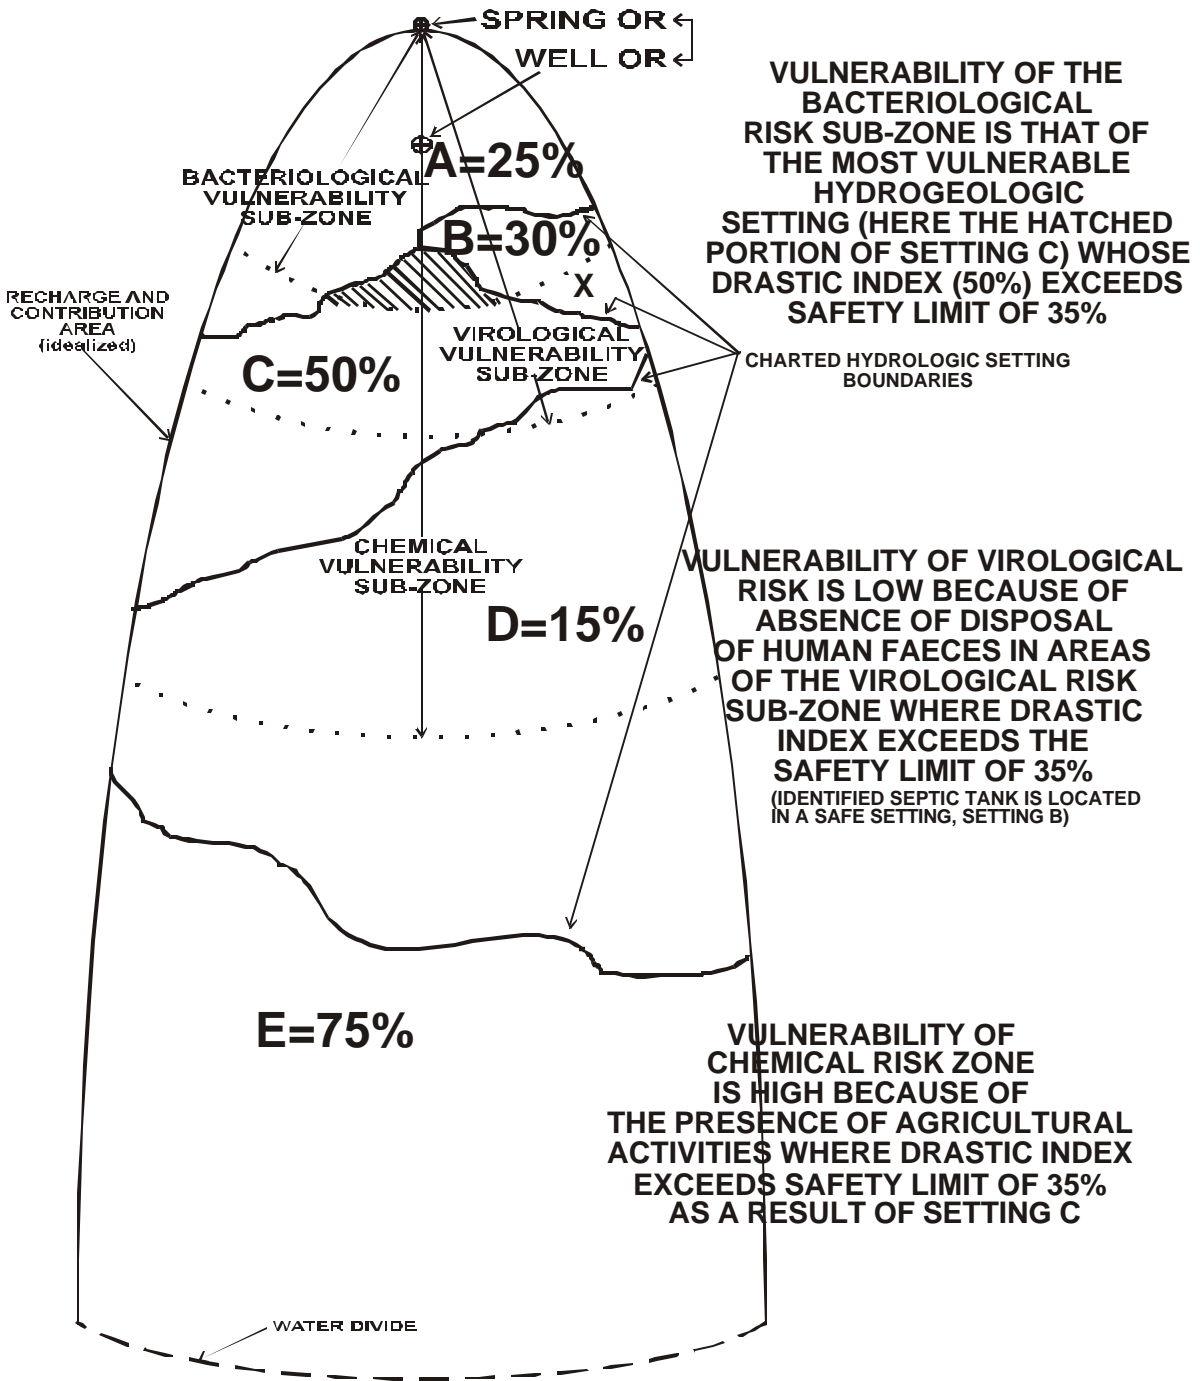 SPRING OR
WELL OR
VULNERABILITY OF THE
BACTERIOLOGICAL
RISK SUB-ZONE IS THAT OF
THE MOST VULNERABLE
HYDROGEOLOGIC
SETTING (HERE THE HATCHED
PORTION OF SETTING C) WHOSE
DRASTIC INDEX (50%) EXCEEDS
SAFETY LIMIT OF 35%
A=25%
BACTERIOLOGICAL
VULNERABILITY
SUB-ZONE
B=30%
X
RECHARGE AND
CONTRIBUTION
AREA
(idealized)
VIROLOGICAL
VULNERABILITY
SUB-ZONE
C=50%
CHARTED HYDROLOGIC SETTING
BOUNDARIES
CHEMICAL
VULNERABILITY
SUB-ZONE
D=15%
VULNERABILITY OF VIROLOGICAL
RISK IS LOW BECAUSE OF
ABSENCE OF DISPOSAL
OF HUMAN FAECES IN AREAS
OF THE VIROLOGICAL RISK
SUB-ZONE WHERE DRASTIC
INDEX EXCEEDS THE
SAFETY LIMIT OF 35%
(IDENTIFIED SEPTIC TANK IS LOCATED
IN A SAFE SETTING, SETTING B)
E=75%
VULNERABILITY OF
CHEMICAL RISK ZONE
IS HIGH BECAUSE OF
THE PRESENCE OF AGRICULTURAL
ACTIVITIES WHERE DRASTIC INDEX
EXCEEDS SAFETY LIMIT OF 35%
AS A RESULT OF SETTING C
WATER DIVIDE